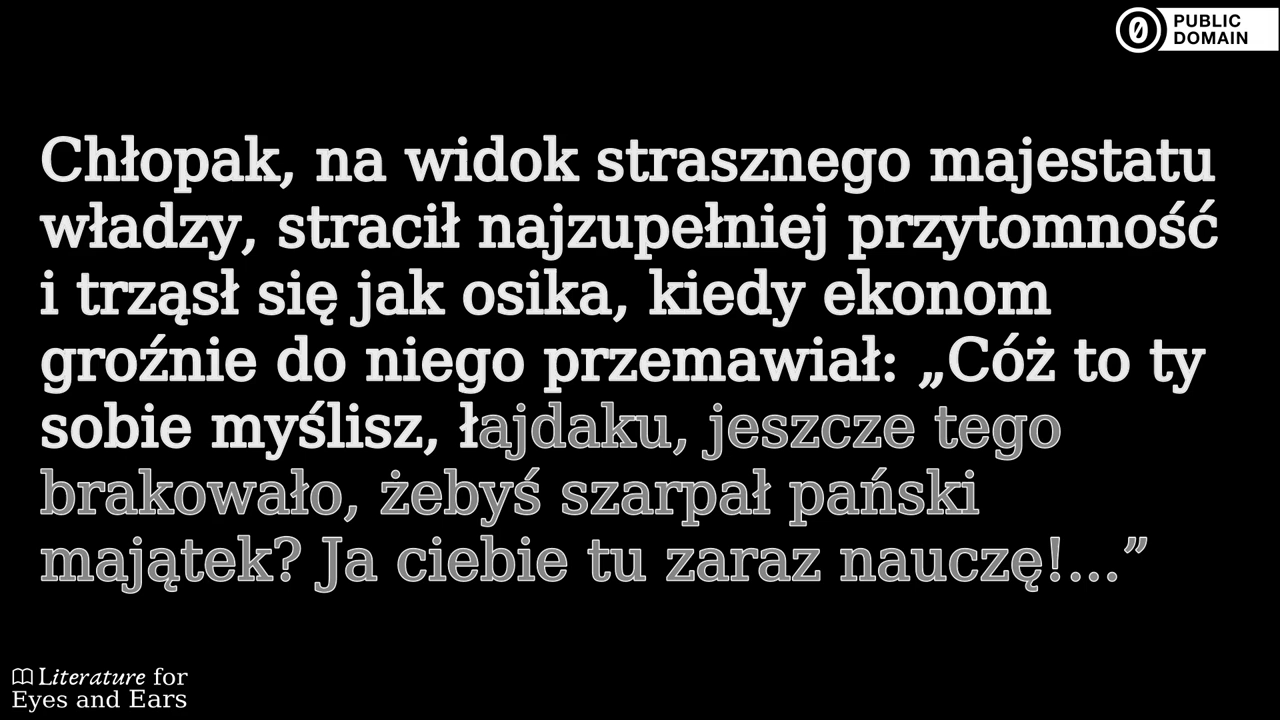 PUBLIC
DOMAIN
Chłopak, na widok strasznego majestatu
władzy, stracił najzupełniej przytomność
i trząsł się jak osika, kiedy ekonom
groźnie do niego przemawiał: „Cóż to ty
sobie myślisz, łajdaku, jeszcze tego
brakowało, żebyś szarpał pański
majątek? Ja ciebie tu zaraz nauczę!...”
Literature for
Eyes and Ears